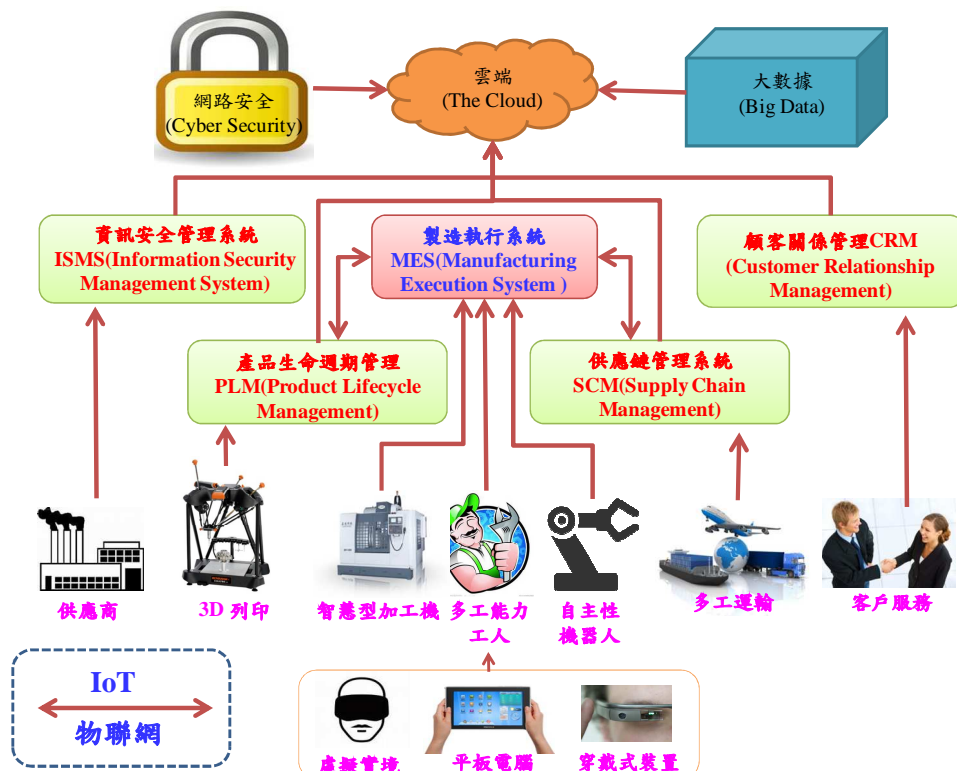 網路安全
(Cyber Security)
雲端
(The Cloud)
大數據
(Big Data)
資訊安全管理系統
ISMS(Information Security
Management System)
製造執行系統
MES(Manufacturing
Execution System )
顧客關係管理CRM
(Customer Relationship
Management)
產品生命週期管理
PLM(Product Lifecycle
Management)
供應鏈管理系統
SCM(Supply Chain
Management)
供應商
3D 列印
智慧型加工機
多工能力
工人
自主性
機器人
多工運輸
客戶服務
IoT
物聯網
虛擬實境
平板電腦
穿戴式裝置